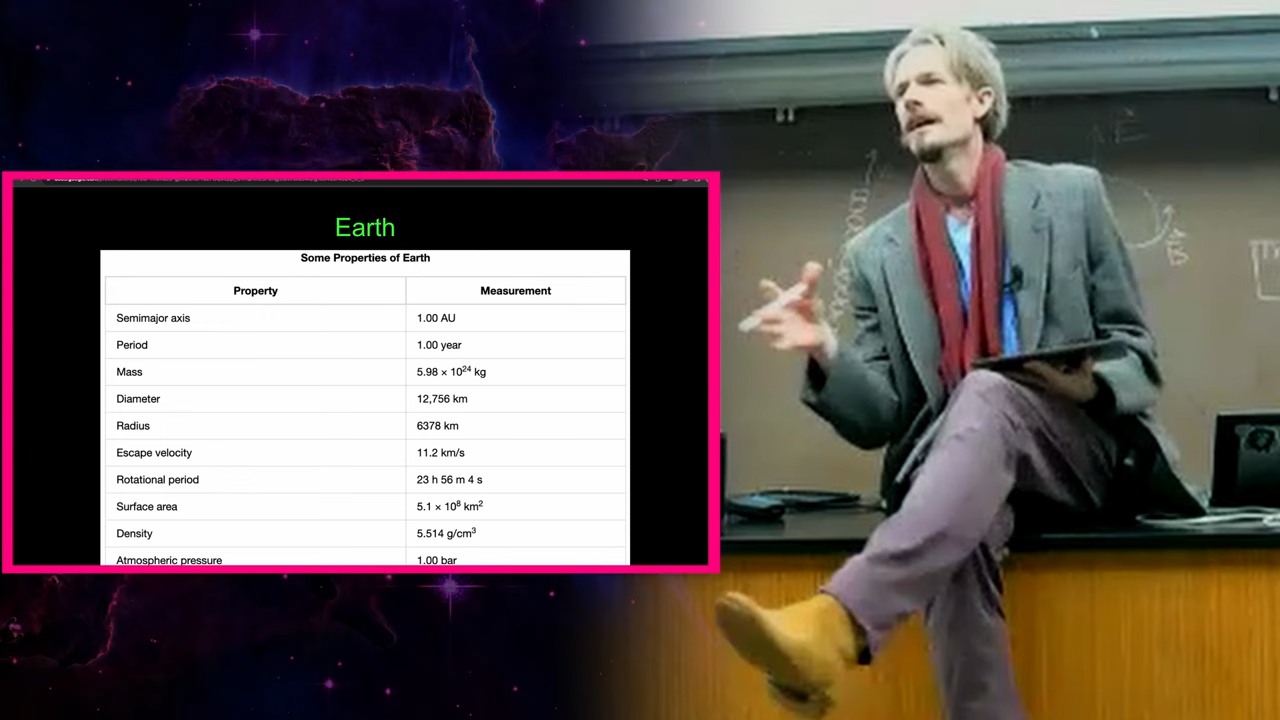 Earth
Some Properties of Earth
Property Measurement
Semimajor axis 1.00 AU
Period 1.00 year
Mass 5.98 × 10²⁴ kg
Diameter 12,756 km
Radius 6378 km
Escape velocity 11.2 km/s
Rotational period 23 h 56 m 4 s
Surface area 5.1 × 10⁸ km²
Density 5.514 g/cm³
Atmospheric pressure 1.00 bar